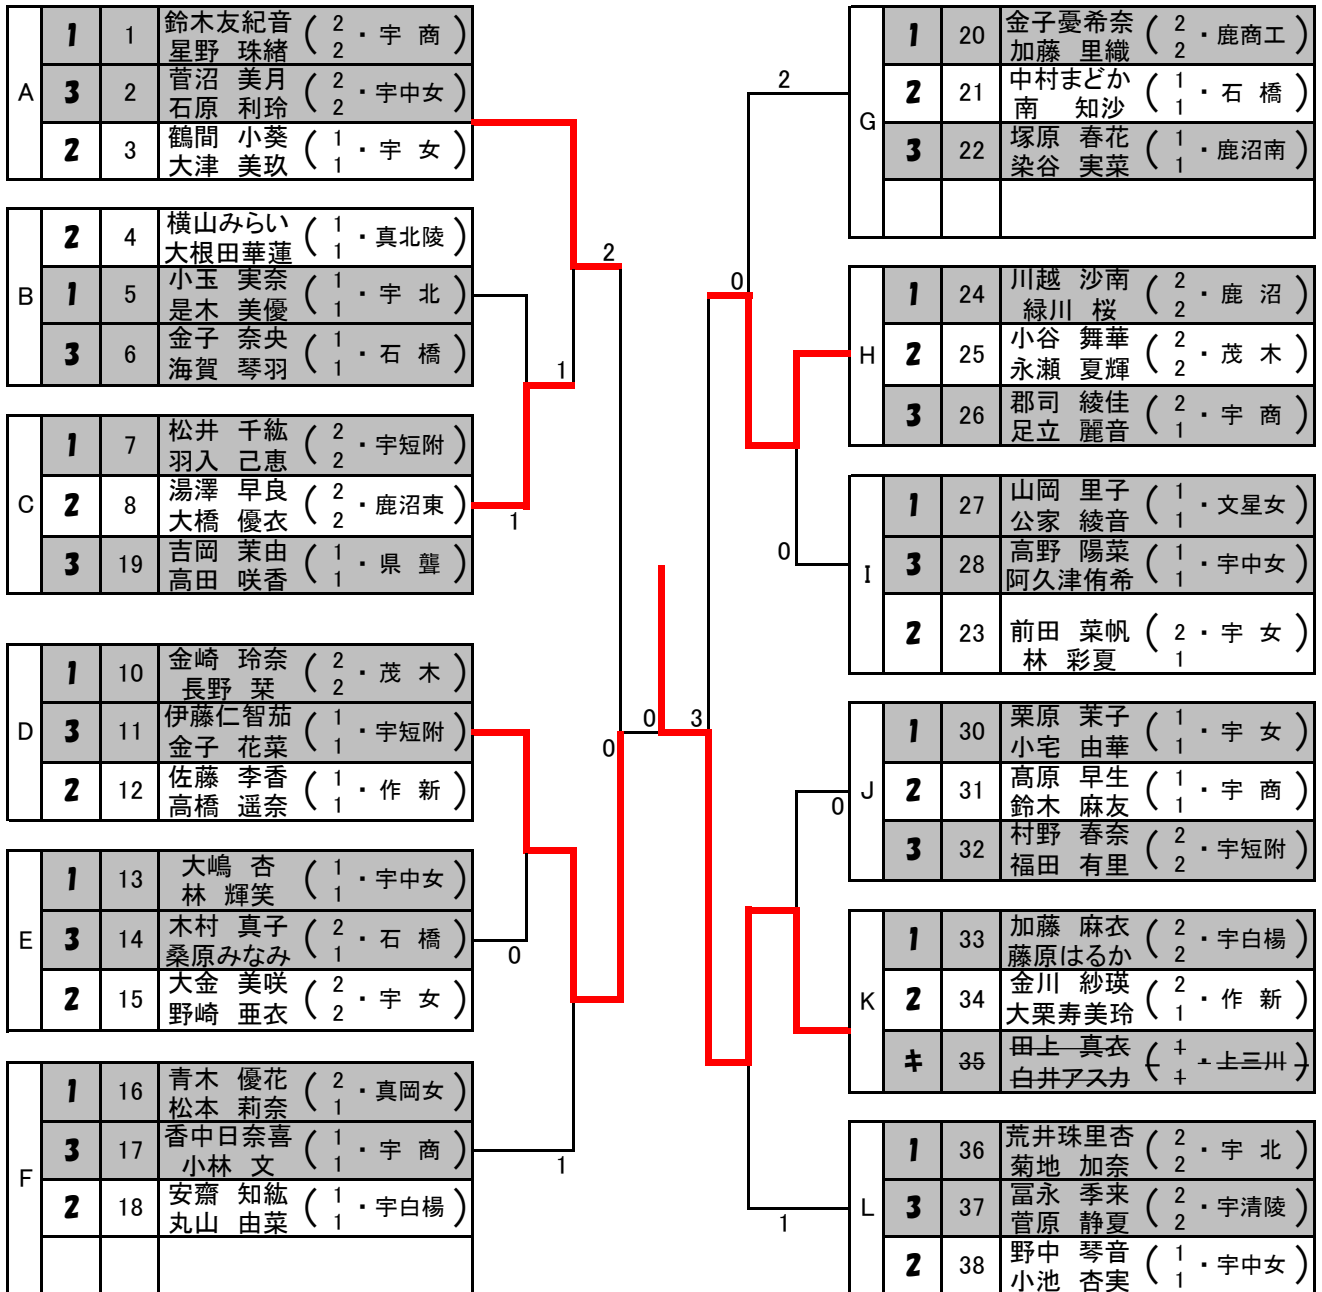 A
1 1 鈴木友紀音 ( 2 ・宇 商 )
星野 珠緒 2
3 2 菅沼 美月 ( 2 ・宇中女 )
石原 利玲 2
2 3 鶴間 小葵 ( 1 ・宇 女 )
大津 美玖 1
B
2 4 横山みらい ( 1 ・真北陵 )
大根田華蓮 1
1 5 小玉 実奈 ( 1 ・宇 北 )
是木 美優 1
3 6 金子 奈央 ( 1 ・石 橋 )
海賀 琴羽 1
C
1 7 松井 千紘 ( 2 ・宇短附 )
羽入 己恵 2
2 8 湯澤 早良 ( 2 ・鹿沼東 )
大橋 優衣 2
3 19 吉岡 茉由 ( 1 ・県 聾 )
高田 咲香 1
D
1 10 金崎 玲奈 ( 2 ・茂 木 )
長野 栞 2
3 11 伊藤仁智茄 ( 1 ・宇短附 )
金子 花菜 1
2 12 佐藤 李香 ( 1 ・作 新 )
高橋 遥奈 1
E
1 13 大嶋 杏 ( 1 ・宇中女 )
林 輝笑 1
3 14 木村 真子 ( 2 ・石 橋 )
桑原みなみ 1
2 15 大金 美咲 ( 2 ・宇 女 )
野崎 亜衣 2
F
1 16 青木 優花 ( 2 ・真岡女 )
松本 莉奈 1
3 17 香中日奈喜 ( 1 ・宇 商 )
小林 文 1
2 18 安齋 知紘 ( 1 ・宇白楊 )
丸山 由菜 1
2
1
1
0
0
1
0 3
2
0
0
0
1
G
1 20 金子憂希奈 ( 2 ・鹿商工 )
加藤 里織 2
2 21 中村まどか ( 1 ・石 橋 )
南 知沙 1
3 22 塚原 春花 ( 1 ・鹿沼南 )
染谷 実菜 1
H
1 24 川越 沙南 ( 2 ・鹿 沼 )
緑川 桜 2
2 25 小谷 舞華 ( 2 ・茂 木 )
永瀬 夏輝 2
3 26 郡司 綾佳 ( 2 ・宇 商 )
足立 麗音 1
I
1 27 山岡 里子 ( 1 ・文星女 )
公家 綾音 1
3 28 高野 陽菜 ( 1 ・宇中女 )
阿久津侑希 1
2 23 前田 菜帆 ( 2 ・宇 女 )
林 彩夏 1
J
1 30 栗原 茉子 ( 1 ・宇 女 )
小宅 由華 1
2 31 髙原 早生 ( 1 ・宇 商 )
鈴木 麻友 1
3 32 村野 春奈 ( 2 ・宇短附 )
福田 有里 2
K
1 33 加藤 麻衣 ( 2 ・宇白楊 )
藤原はるか 2
2 34 金川 紗瑛 ( 2 ・作 新 )
大栗寿美玲 1
キ 35 田上 真衣 ( 1 ・上三川 )
白井アスカ 1
L
1 36 荒井珠里杏 ( 2 ・宇 北 )
菊地 加奈 2
3 37 冨永 季来 ( 2 ・宇清陵 )
菅原 静夏 2
2 38 野中 琴音 ( 1 ・宇中女 )
小池 杏実 1